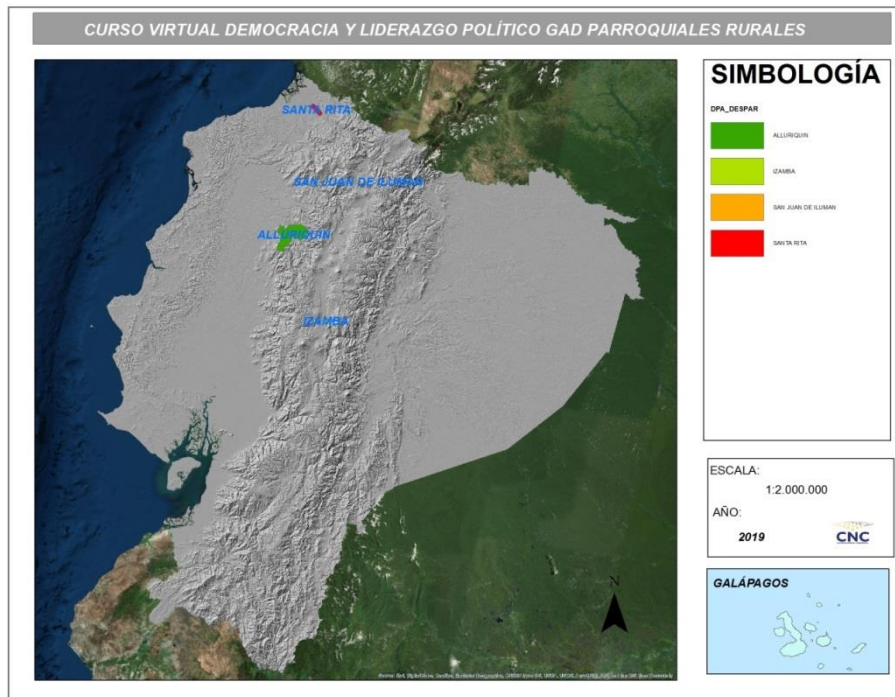 CURSO VIRTUAL DEMOCRACIA Y LIDERAZGO POLÍTICO GAD PARROQUIALES RURALES
SANTA RITA
SAN JUAN DE ILUMAN
ALLURIQUIN
IZAMBA
SIMBOLOGÍA
DPA_DESPAR
ALLURIQUIN
IZAMBA
SAN JUAN DE ILUMAN
SANTA RITA
ESCALA:
1:2.000.000
AÑO:
2019
CNC
N
GALÁPAGOS